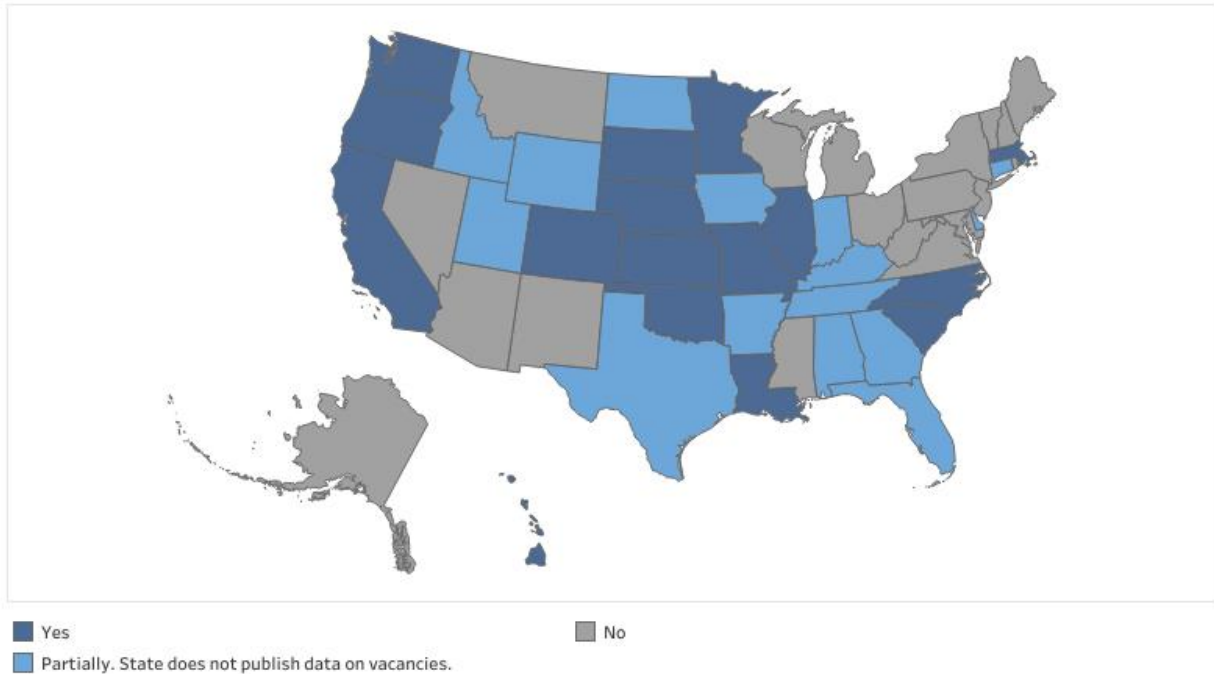 Yes
No
Partially. State does not publish data on vacancies.